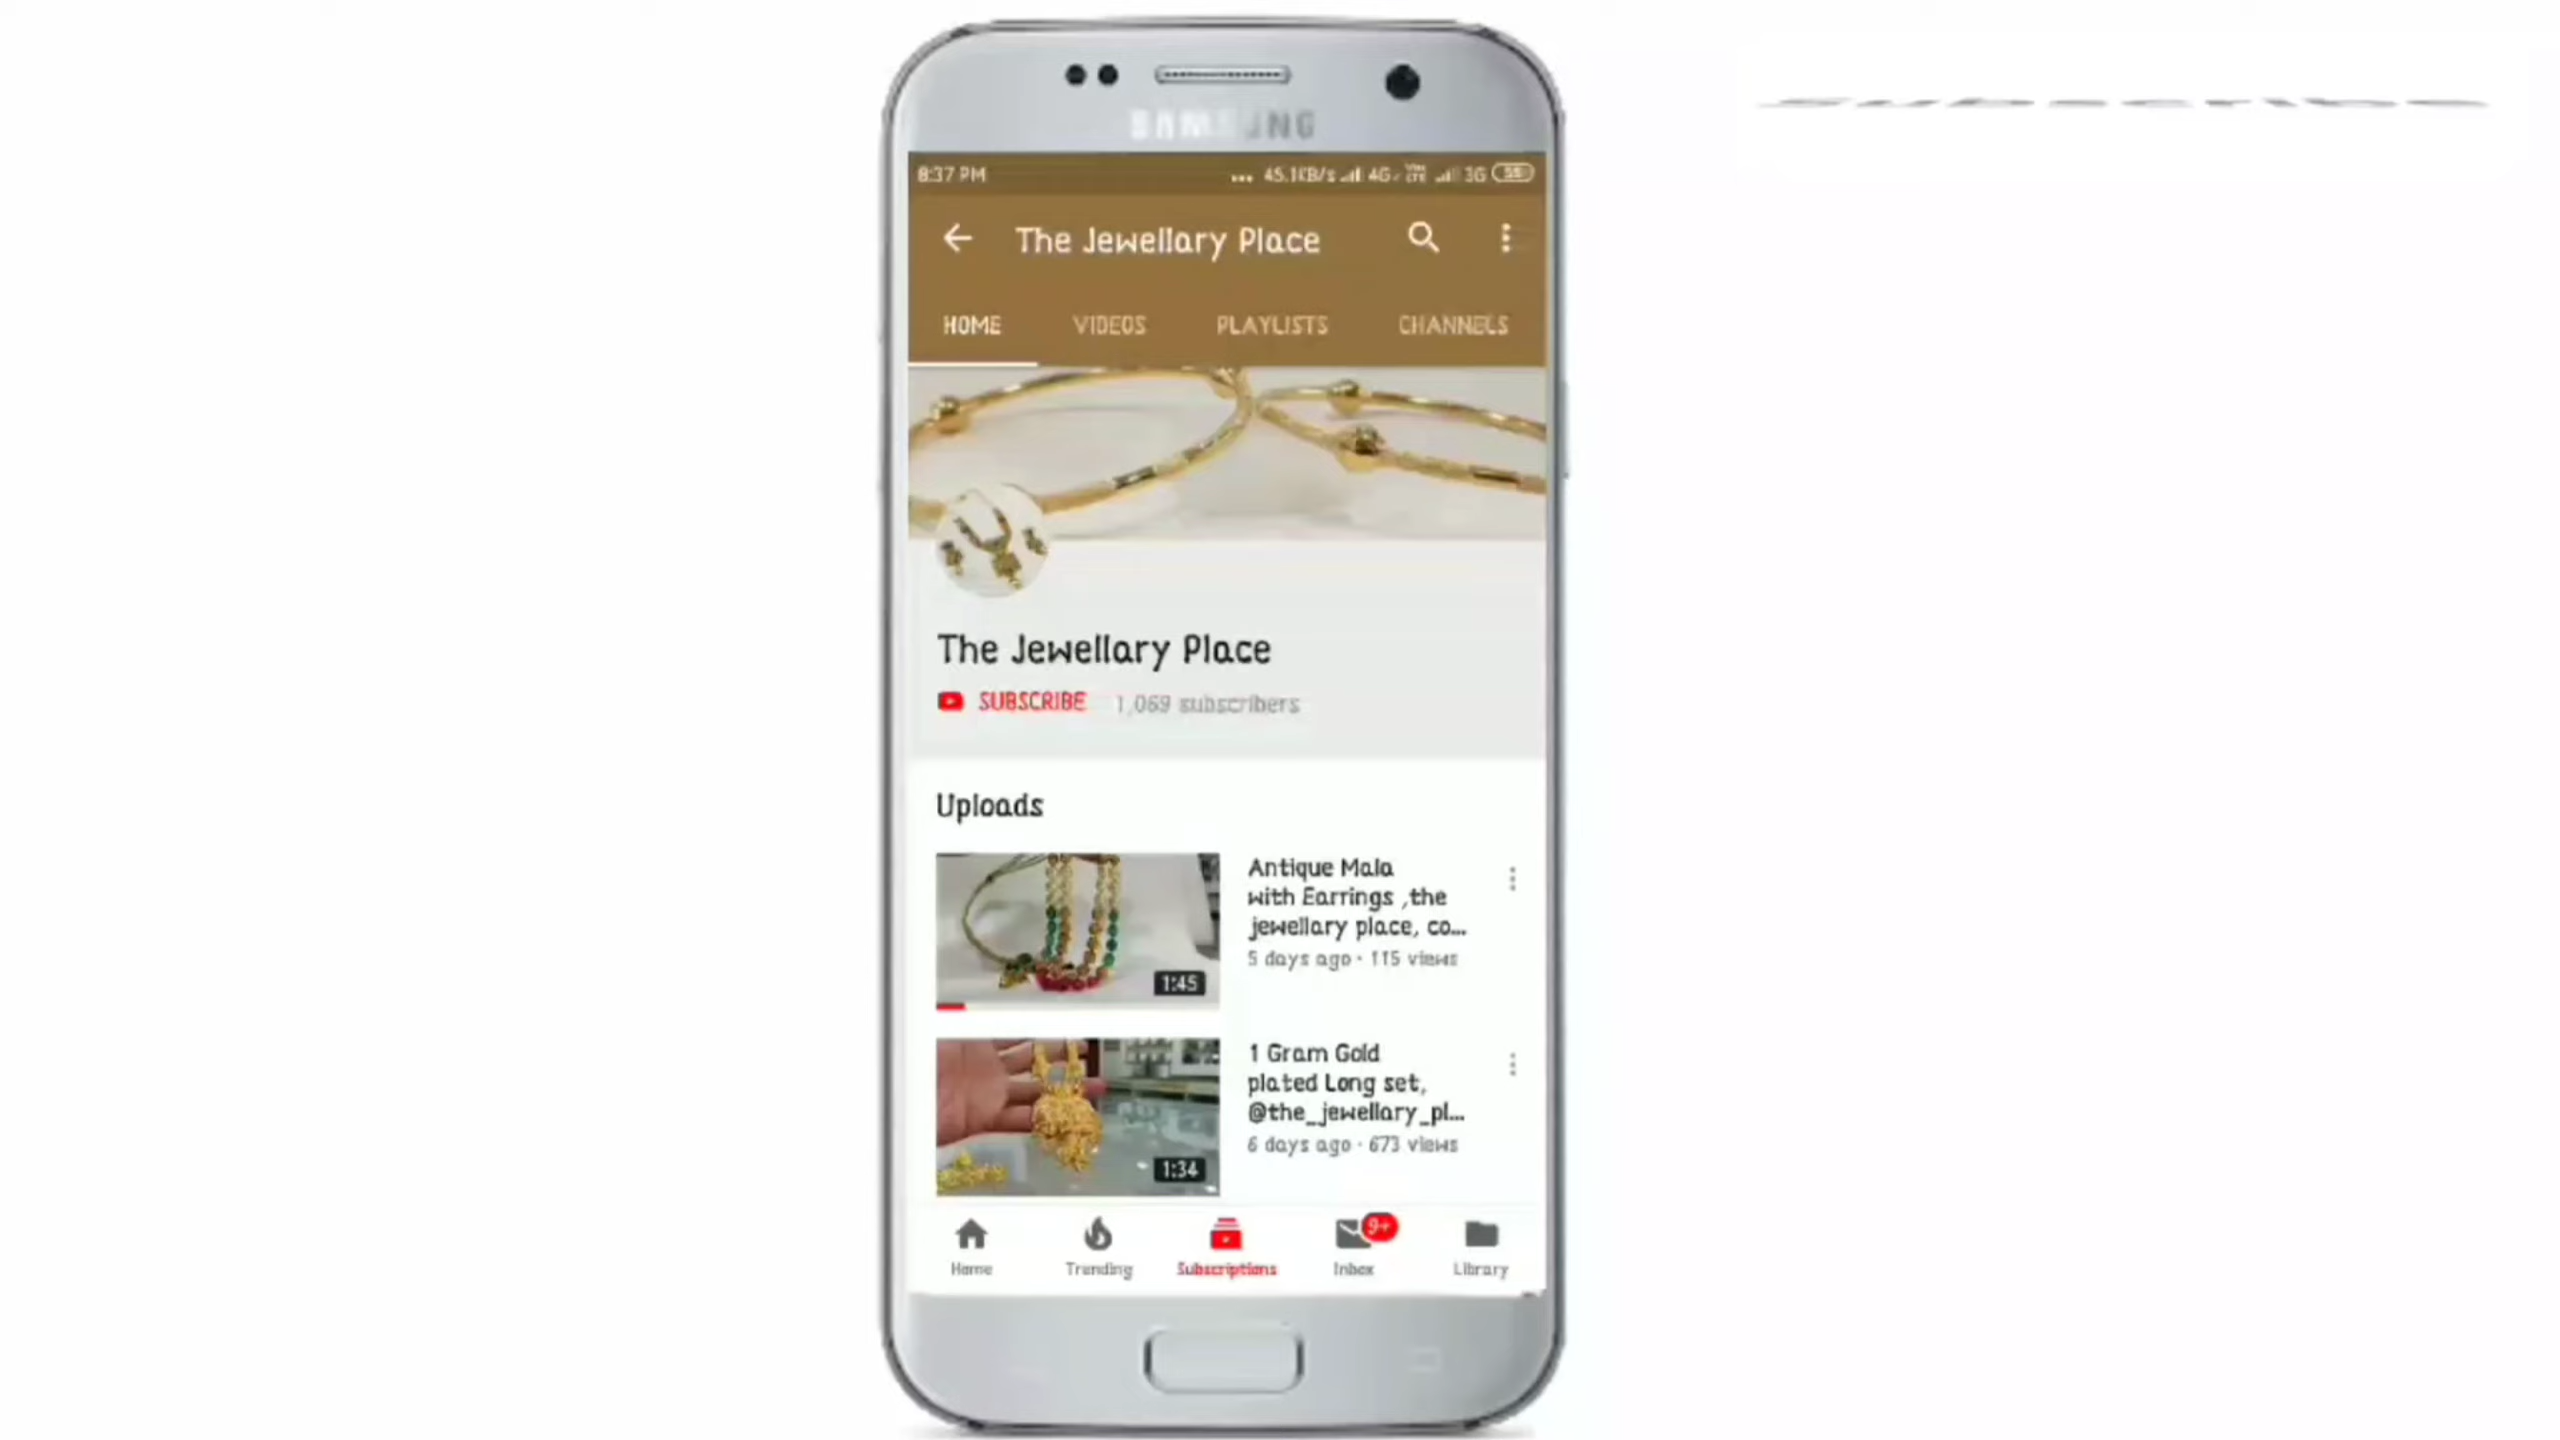 Subscribe
SAMSUNG
8:37 PM
... 45.1KB/s 4G 3G
The Jewellary Place
HOME VIDEOS PLAYLISTS CHANNELS
The Jewellary Place
SUBSCRIBE 1,069 subscribers
Uploads
Antique Mala
with Earrings ,the
jewellary place, co...
5 days ago · 115 views
1:45
1 Gram Gold
plated Long set,
@the_jewellary_pl...
6 days ago · 673 views
1:34
9+
Home Trending Subscriptions Inbox Library